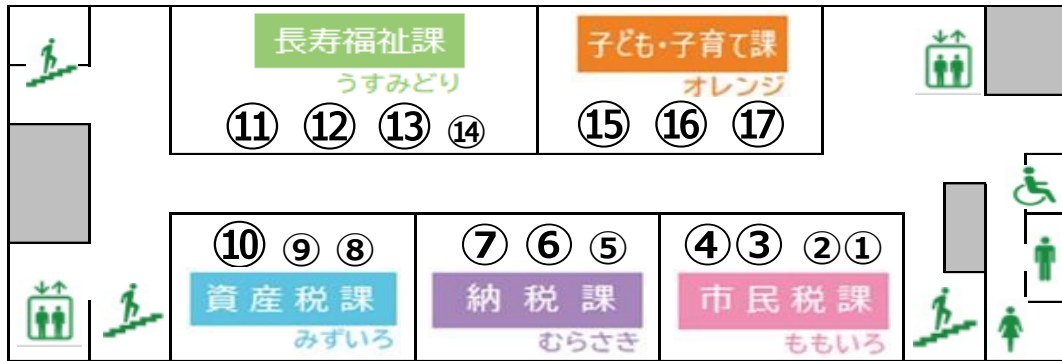 長寿福祉課
うすみどり
⑪ ⑫ ⑬ ⑭
子ども・子育て課
オレンジ
⑮ ⑯ ⑰
⑩ ⑨ ⑧
資産税課
みずいろ
⑦ ⑥ ⑤
納税課
むらさき
④ ③ ② ①
市民税課
ももいろ